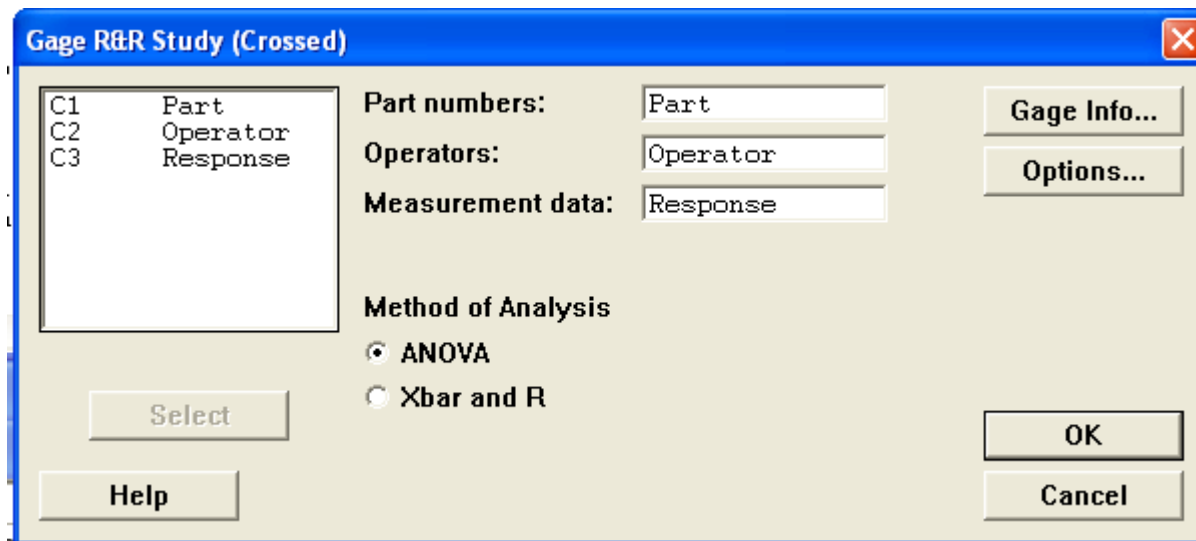 Gage R&R Study (Crossed)
C1 Part
C2 Operator
C3 Response
Part numbers: Part
Operators: Operator
Measurement data: Response
Gage Info...
Options...
Method of Analysis
ANOVA
Xbar and R
Select
Help
OK
Cancel